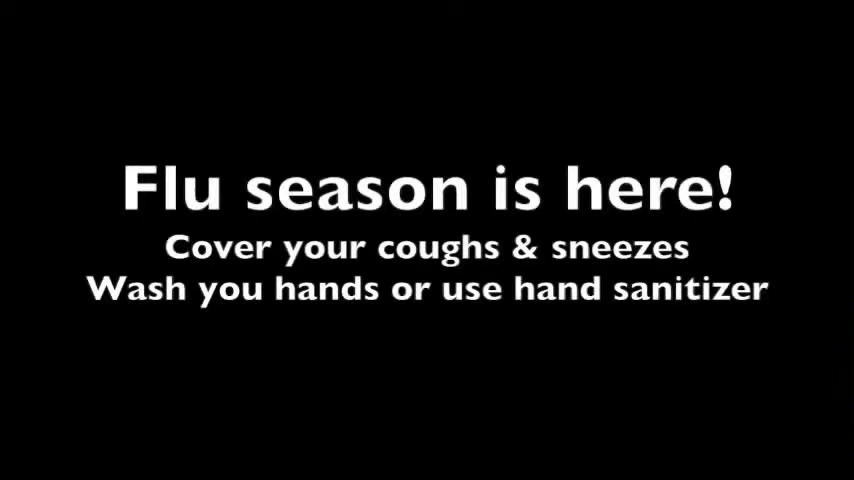 Flu season is here!
Cover your coughs & sneezes
Wash you hands or use hand sanitizer